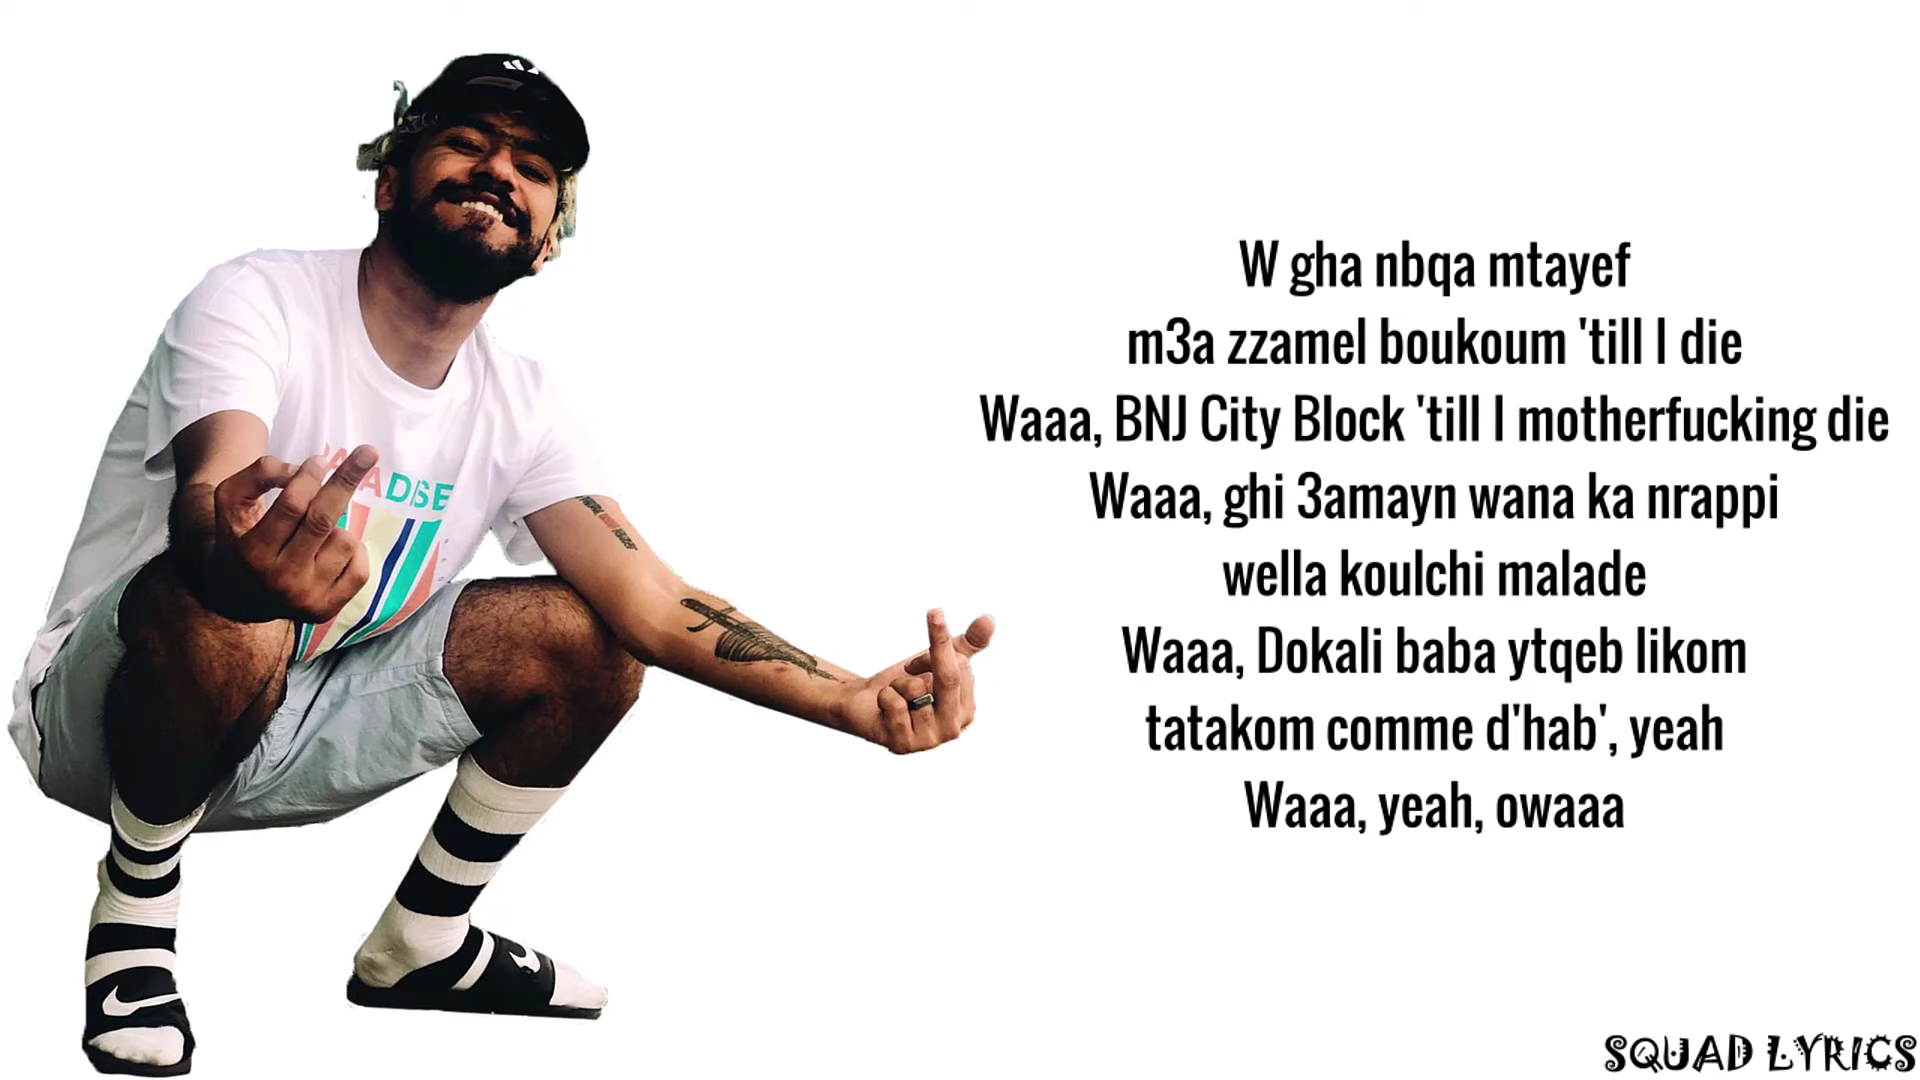 PARADISE
W gha nbqa mtayef
m3a zzamel boukoum 'till I die
Waaa, BNJ City Block 'till I motherfucking die
Waaa, ghi 3amayn wana ka nrappi
wella koulchi malade
Waaa, Dokali baba ytqeb likom
tatakom comme d'hab', yeah
Waaa, yeah, owaaa
SQUAD LYRICS